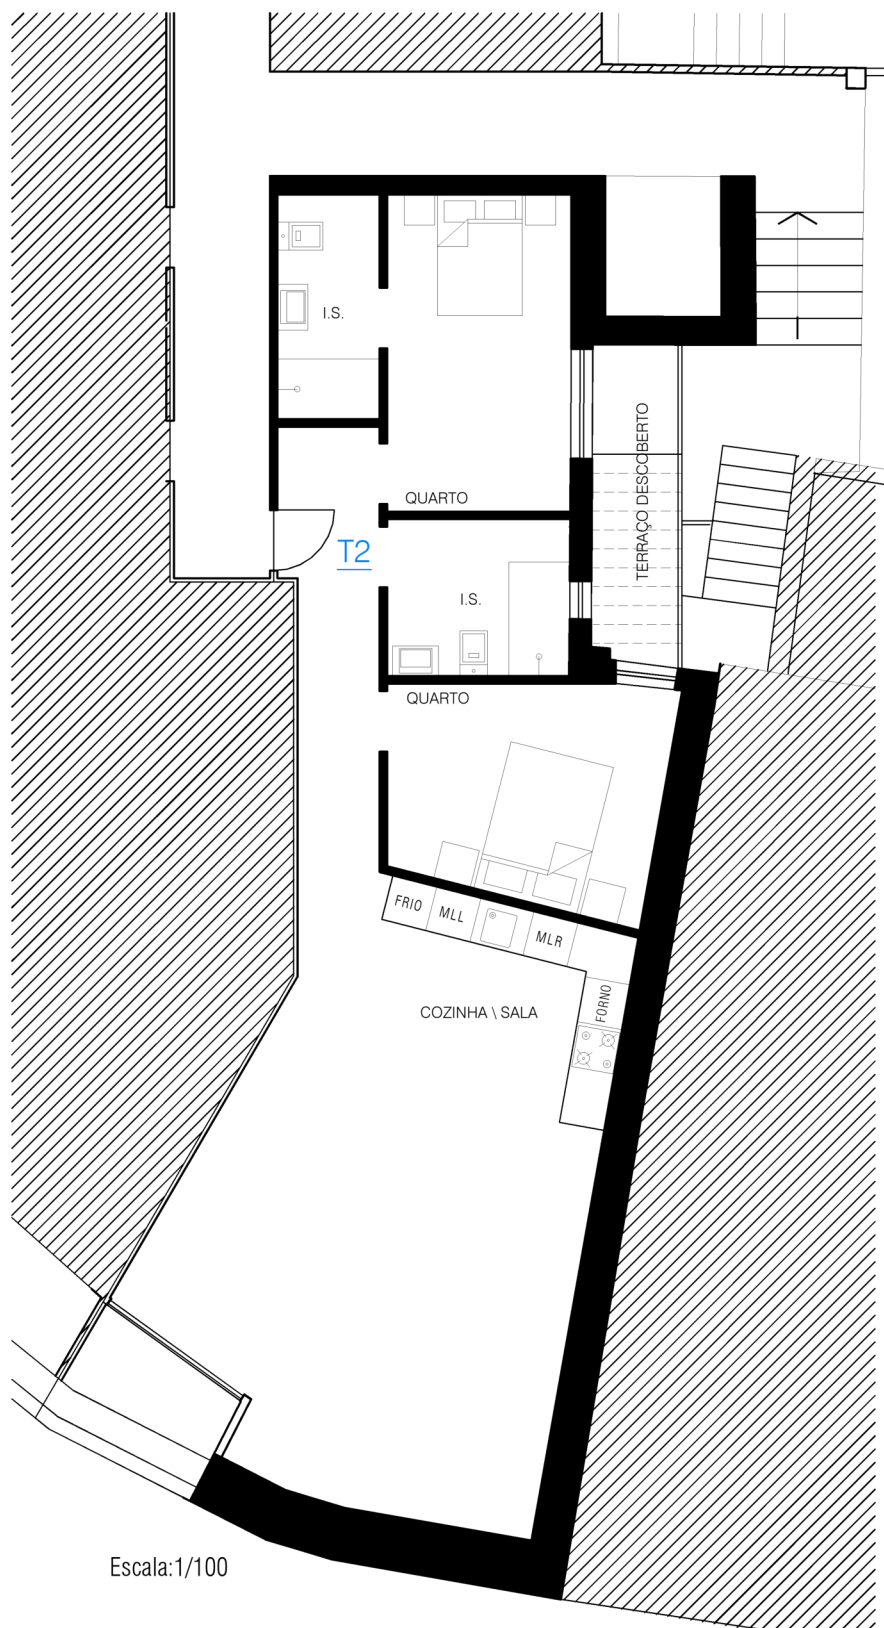 I.S.
TERRAÇO DESCOBERTO
QUARTO
T2
I.S.
QUARTO
FRIO
MLL
MLR
FORNO
COZINHA \ SALA
Escala:1/100